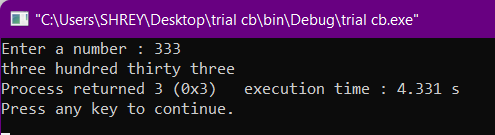 "C:\Users\SHREY\Desktop\trial cb\bin\Debug\trial cb.exe"
Enter a number : 333
three hundred thirty three
Process returned 3 (0x3)   execution time : 4.331 s
Press any key to continue.